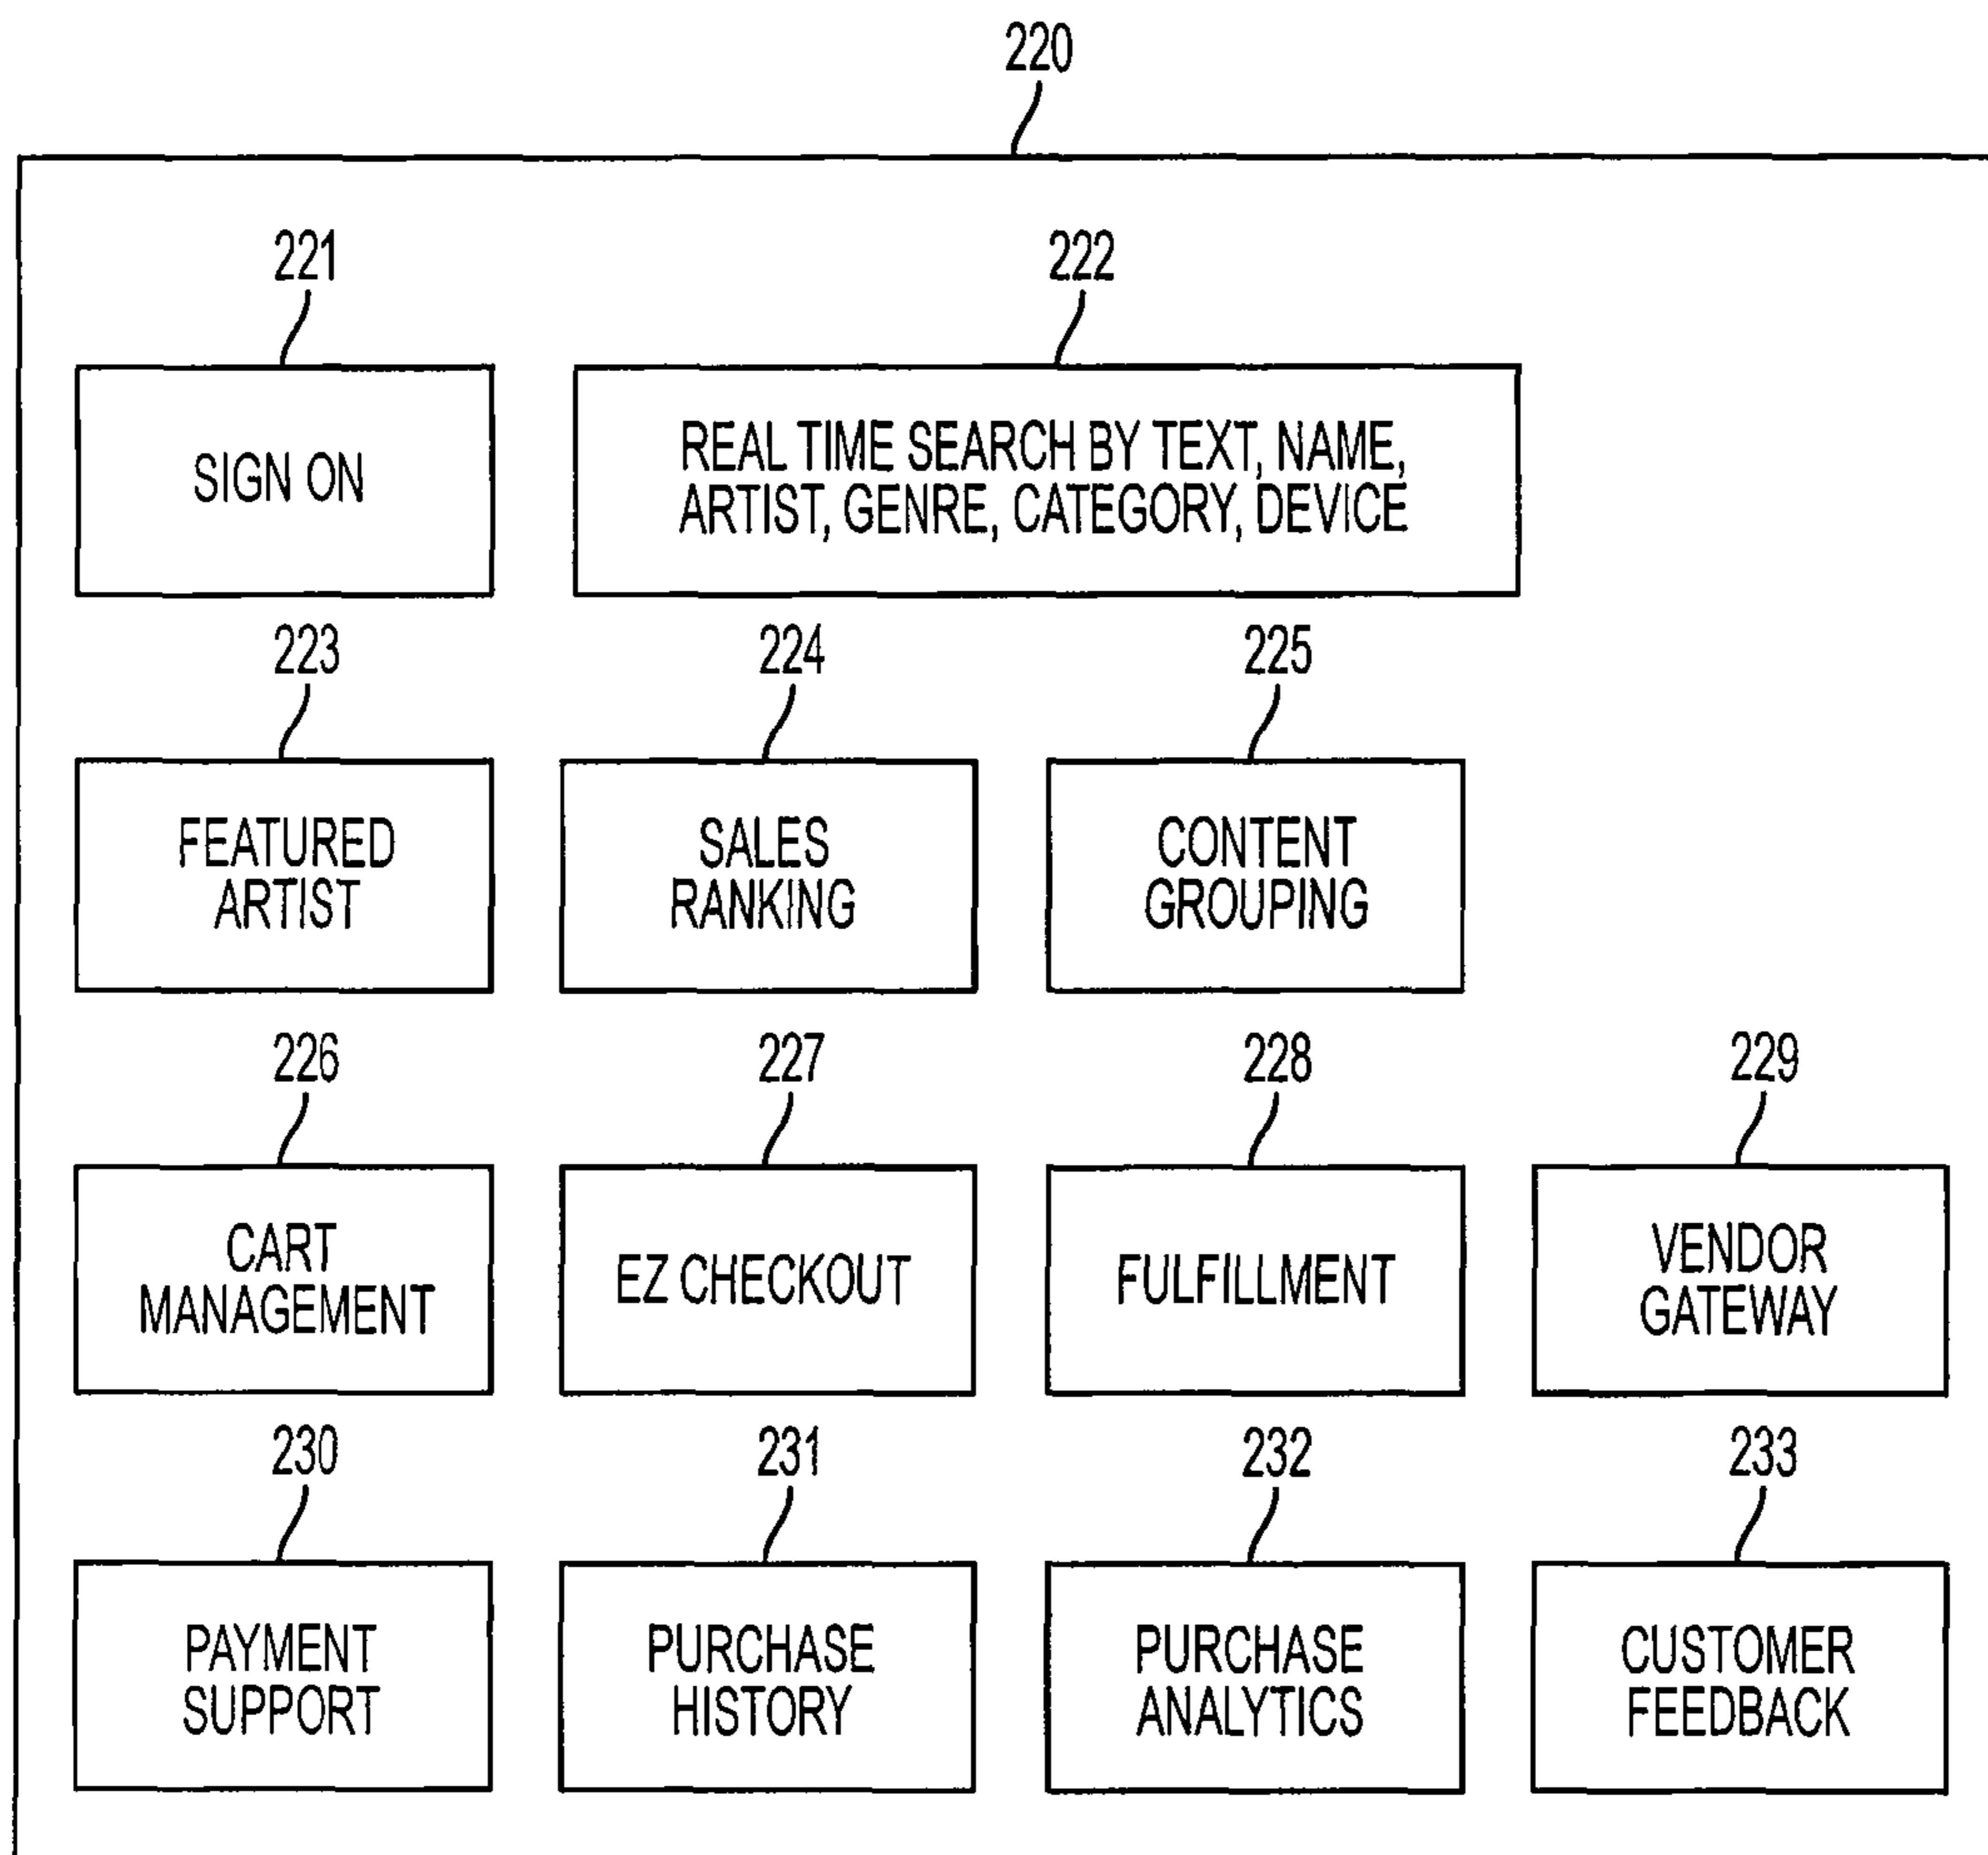 220
221
222
SIGN ON
REAL TIME SEARCH BY TEXT, NAME,
ARTIST, GENRE, CATEGORY, DEVICE
223
224
225
FEATURED
ARTIST
SALES
RANKING
CONTENT
GROUPING
226
227
228
229
CART
MANAGEMENT
EZ CHECKOUT
FULFILLMENT
VENDOR
GATEWAY
230
231
232
233
PAYMENT
SUPPORT
PURCHASE
HISTORY
PURCHASE
ANALYTICS
CUSTOMER
FEEDBACK